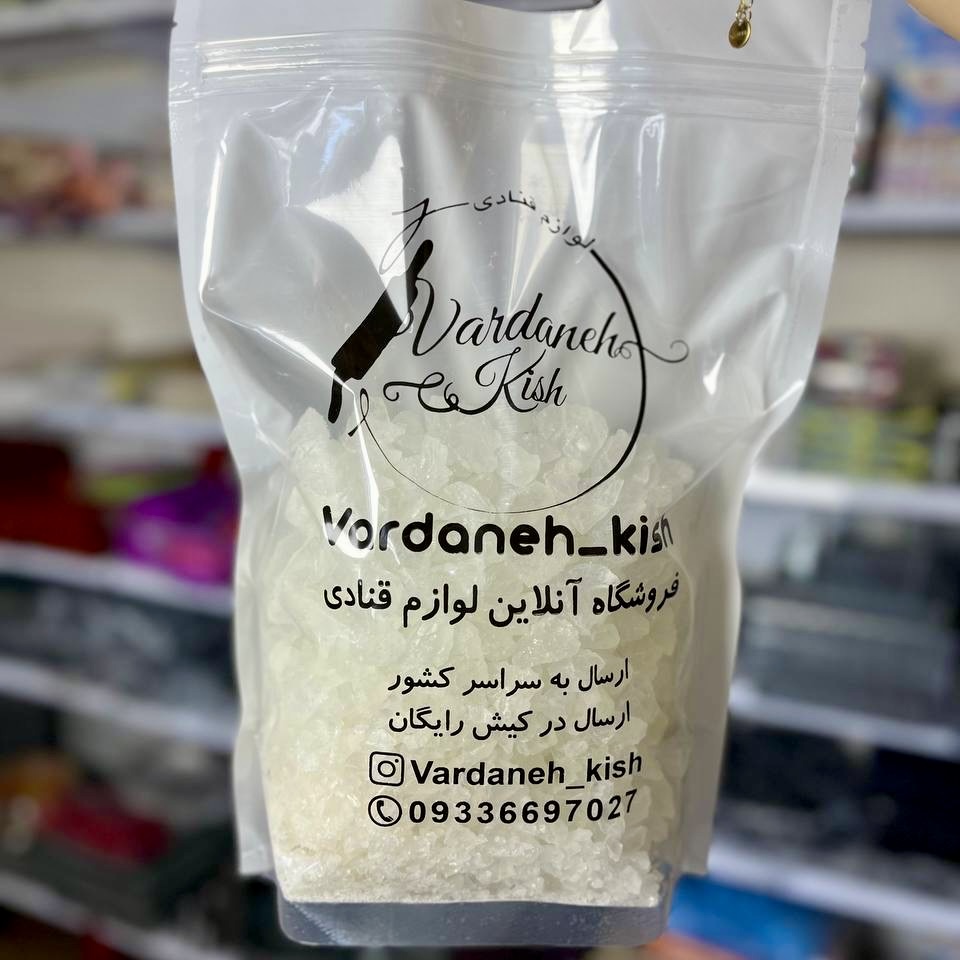 لوازم قنادی
Vardaneh
Kish
Vardaneh_kish
فروشگاه آنلاین لوازم قنادی
ارسال به سراسر کشور
ارسال در کیش رایگان
Vardaneh_kish
09336697027